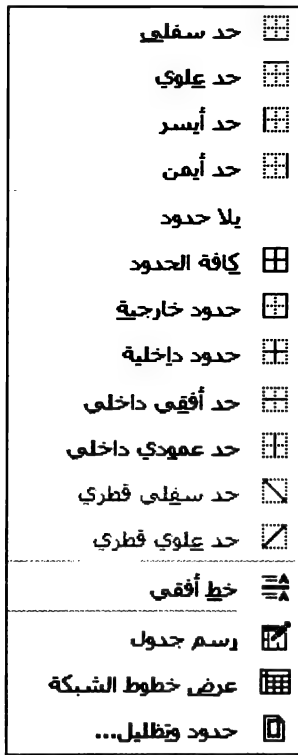 حد سفلي
حد علوي
حد أيسر
حد أيمن
بلا حدود
كافة الحدود
حدود خارجية
حدود داخلية
حد أفقي داخلي
حد عمودي داخلي
حد سفلي قطري
حد علوي قطري
خط أفقي
رسم جدول
عرض خطوط الشبكة
حدود وتظليل...